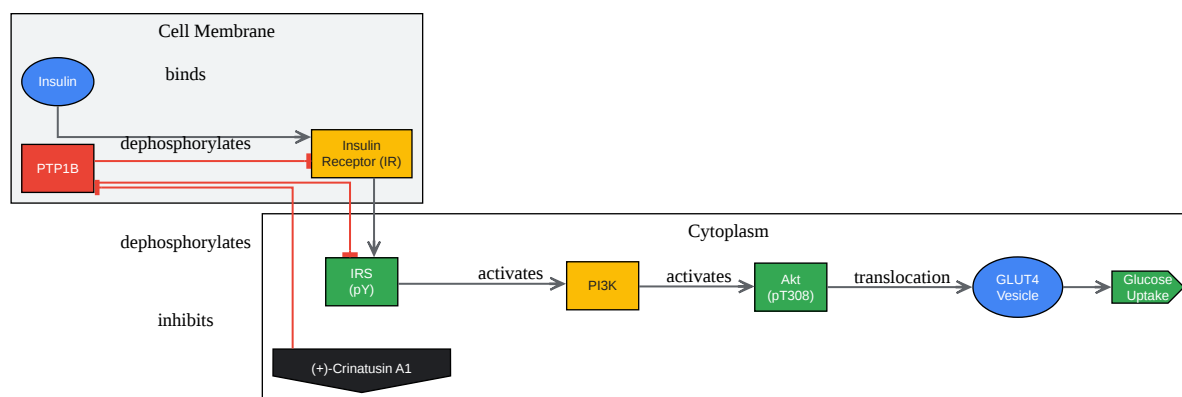 Cell Membrane
binds
Insulin
dephosphorylates
Insulin
Receptor (IR)
PTP1B
dephosphorylates
Cytoplasm
IRS
(pY)
activates
PI3K
activates
Akt
(pT308)
translocation
GLUT4
Vesicle
Glucose
Uptake
inhibits
(+)-Crinatusin A1